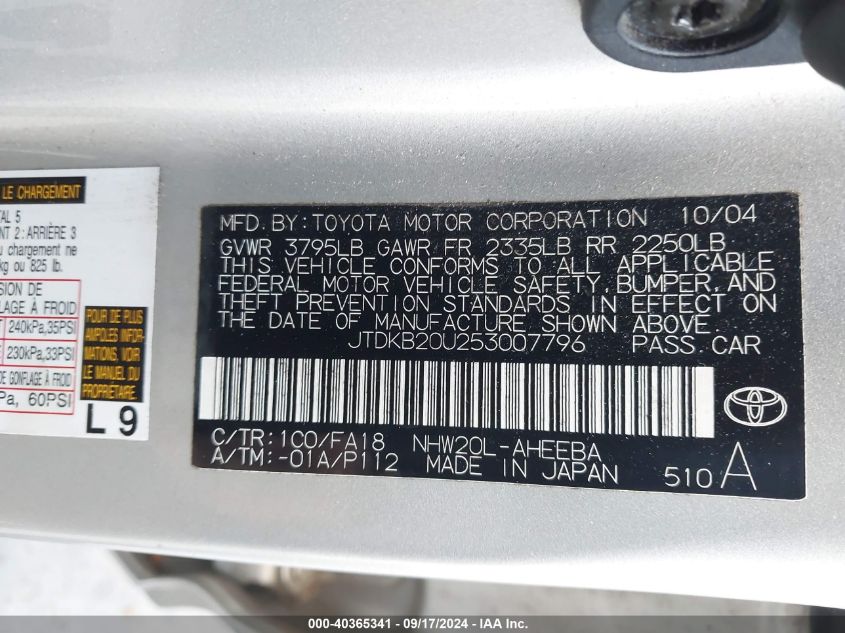 LE CHARGEMENT
TAL 5
NT 2: ARRIÈRE 3
u chargement ne
kg ou 825 lb.
SION DE
LAGE À FROID
240kPa,35PSI
230kPa,33PSI
DE GONFLAGE À FROID
Pa, 60PSI
POUR DE PLUS
AMPLES INFOR-
MATIONS, VOIR
LE MANUEL DU
PROPRIÉTAIRE.
L 9
MFD. BY: TOYOTA MOTOR CORPORATION 10/04
GVWR 3795LB GAWR FR 2335LB RR 2250LB
THIS VEHICLE CONFORMS TO ALL APPLICABLE
FEDERAL MOTOR VEHICLE SAFETY, BUMPER, AND
THEFT PREVENTION STANDARDS IN EFFECT ON
THE DATE OF MANUFACTURE SHOWN ABOVE.
JTDKB20U253007796 PASS. CAR
C/TR: 1C0/FA18 NHW20L-AHEEBA
A/TM: -01A/P112 MADE IN JAPAN 510 A
000-40365341 - 09/17/2024 - IAA Inc.